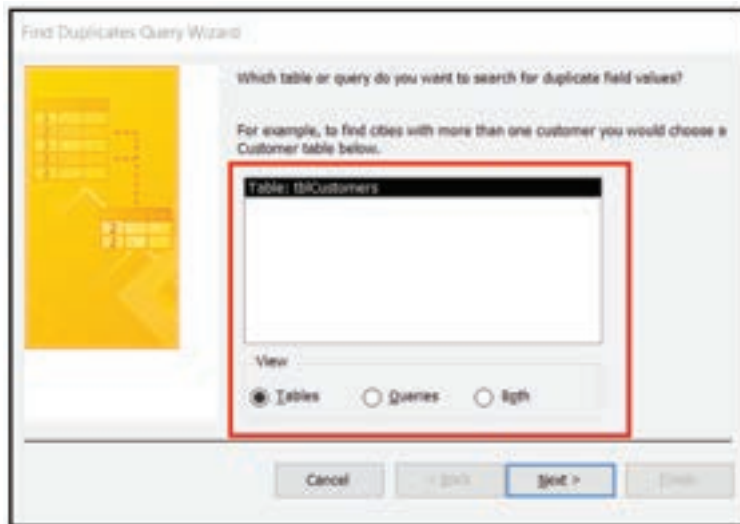 Find Duplicates Query Wizard
Which table or query do you want to search for duplicate field values?
For example, to find cities with more than one customer you would choose a
Customer table below.
Table: tblCustomers
View
Tables Queries Both
Cancel < Back Next > Finish